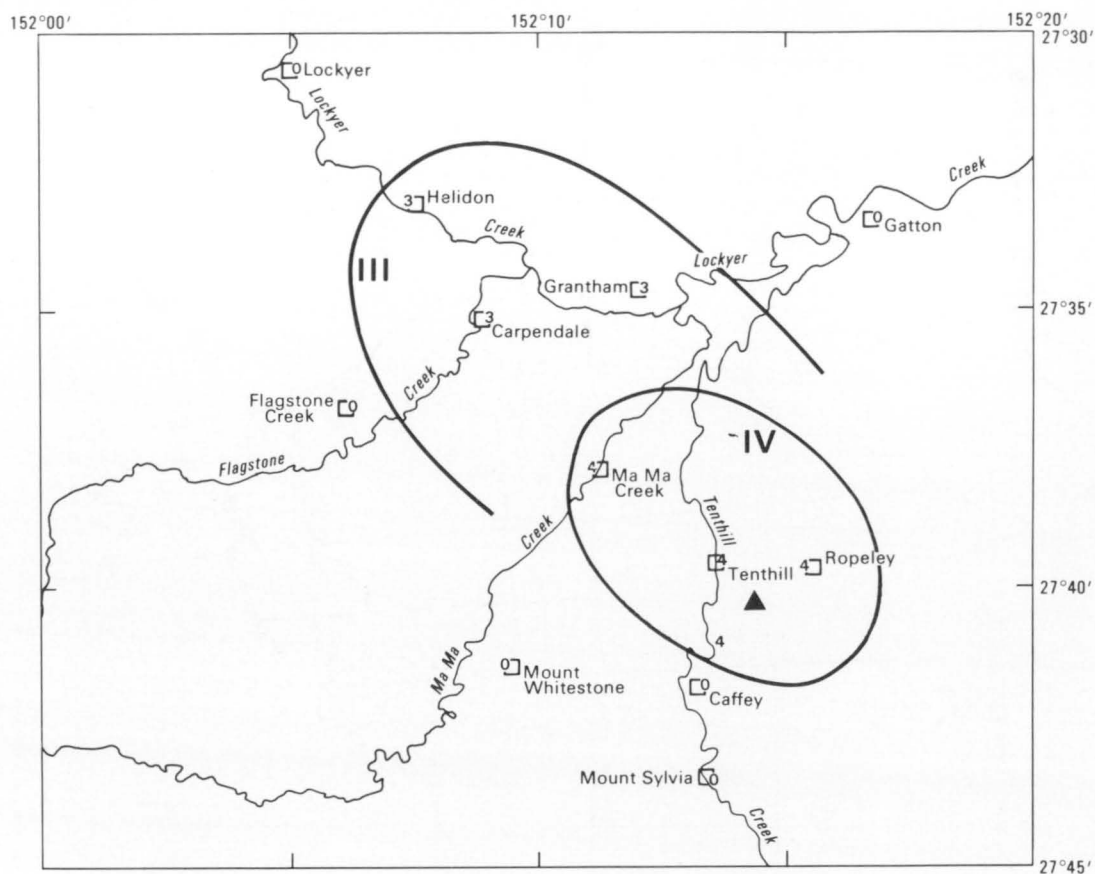 152°00'
152°10'
152°20'
27°30'
0 Lockyer
Lockyer
Creek
3 Helidon
0
Gatton
Creek
Lockyer
III
Grantham 3
27°35'
3
Carpendale
Creek
Flagstone
Creek
0
IV
Flagstone
4
Ma Ma
Creek
Tenthill
Creek
4
Tenthill
4 Ropeley
27°40'
4
0
Mount
Whitestone
Ma Ma
0
Caffey
Mount Sylvia 0
Creek
27°45'